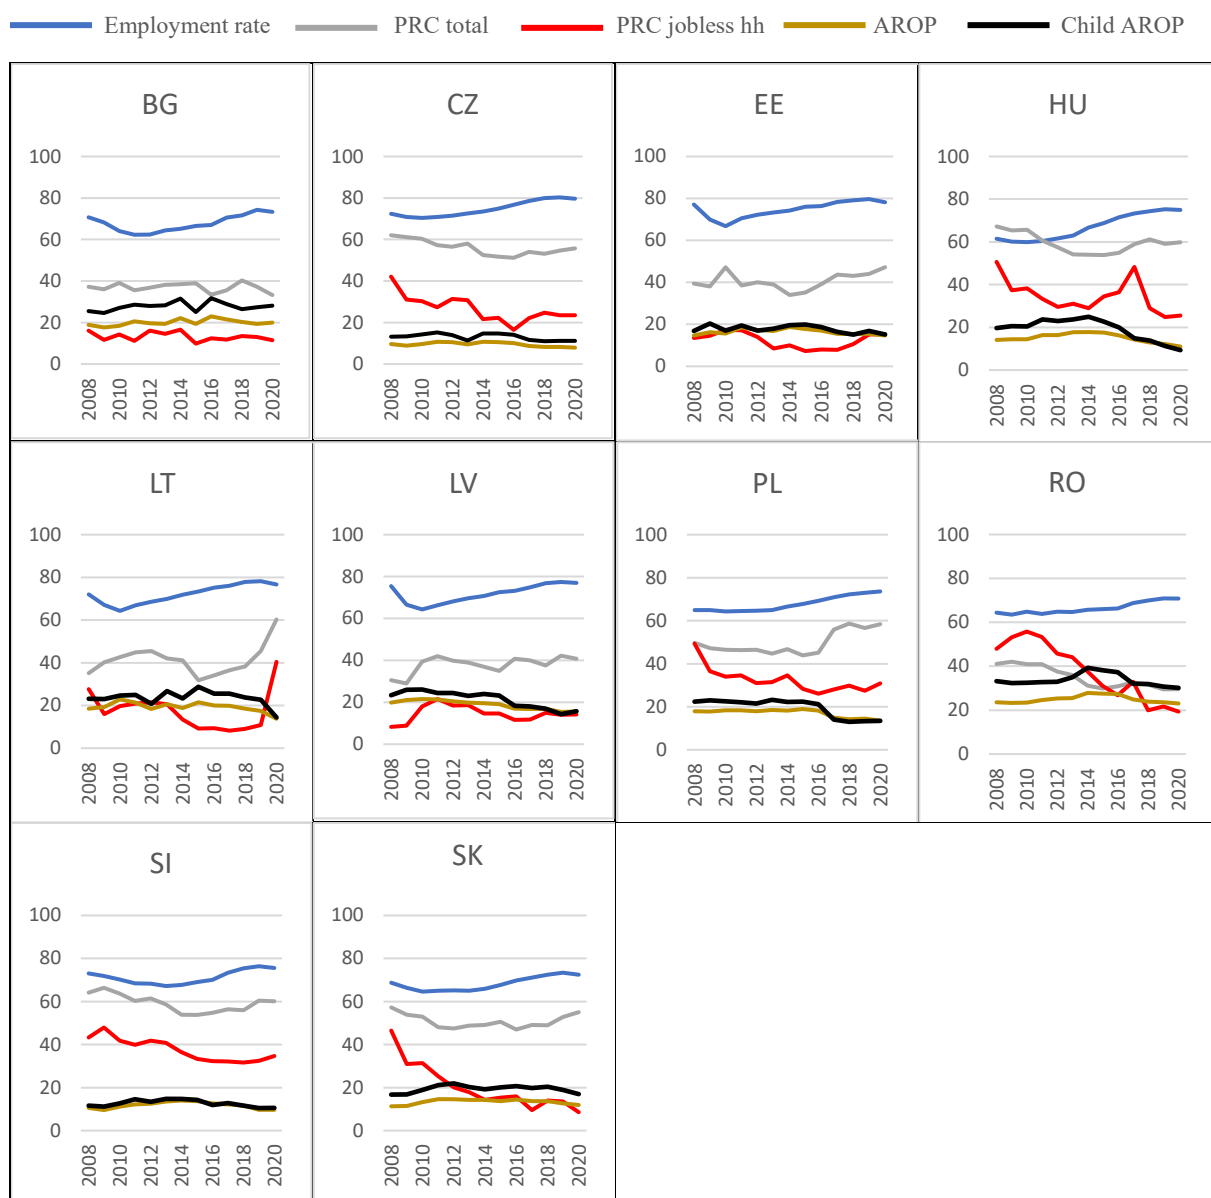 Employment rate PRC total PRC jobless hh AROP Child AROP
BG CZ EE HU
100 100 100 100
80 80 80 80
60 60 60 60
40 40 40 40
20 20 20 20
0 0 0 0
2008 2010 2012 2014 2016 2018 2020 2008 2010 2012 2014 2016 2018 2020 2008 2010 2012 2014 2016 2018 2020 2008 2010 2012 2014 2016 2018 2020
LT LV PL RO
100 100 100 100
80 80 80 80
60 60 60 60
40 40 40 40
20 20 20 20
0 0 0 0
2008 2010 2012 2014 2016 2018 2020 2008 2010 2012 2014 2016 2018 2020 2008 2010 2012 2014 2016 2018 2020 2008 2010 2012 2014 2016 2018 2020
SI SK
100 100
80 80
60 60
40 40
20 20
0 0
2008 2010 2012 2014 2016 2018 2020 2008 2010 2012 2014 2016 2018 2020